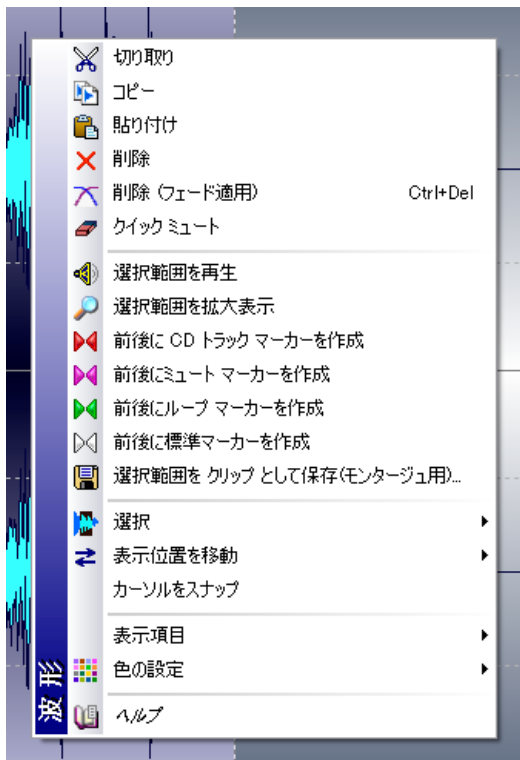 切り取り
コピー
貼り付け
削除
削除 (フェード適用) Ctrl+Del
クイック ミュート
選択範囲を再生
選択範囲を拡大表示
前後に CD トラック マーカーを作成
前後にミュート マーカーを作成
前後にループ マーカーを作成
前後に標準マーカーを作成
選択範囲を クリップ として保存(モンタージュ用)...
選択
表示位置を移動
カーソルをスナップ
表示項目
色の設定
ヘルプ
波形